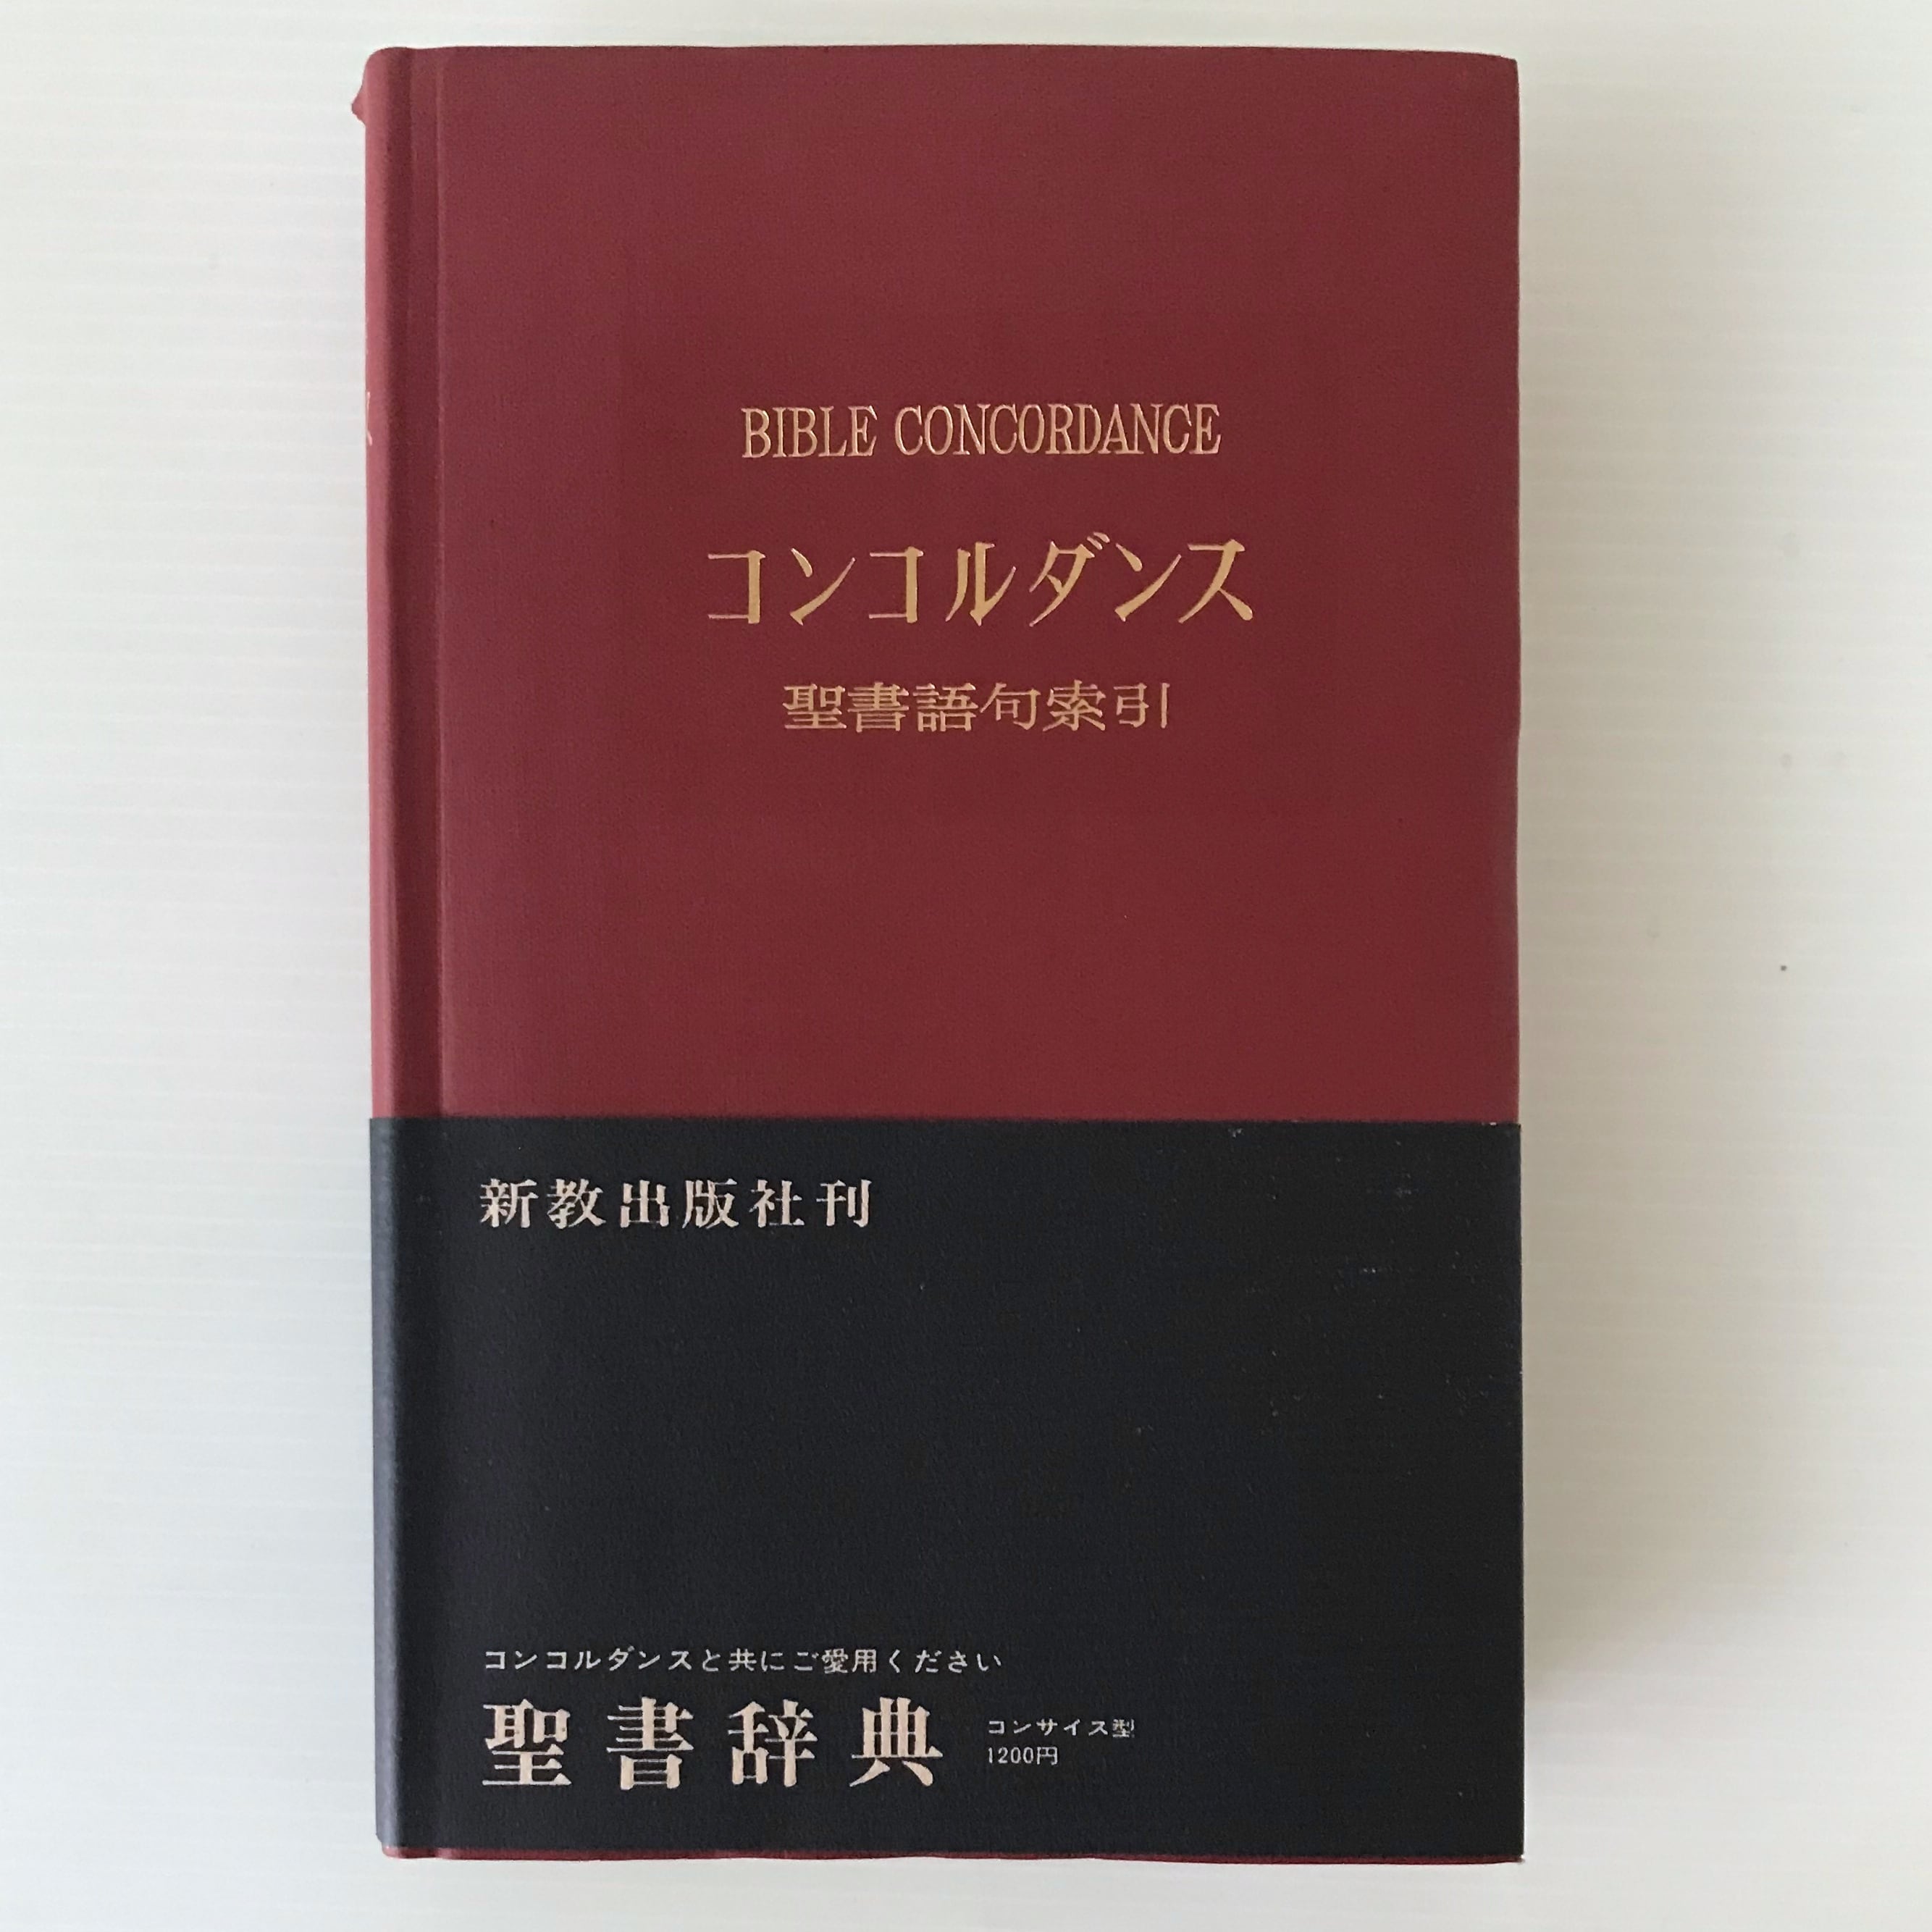 BIBLE CONCORDANCE
コンコルダンス
聖書語句索引
新教出版社刊
コンコルダンスと共にご愛用ください
聖書辞典
コンサイス型
1200円